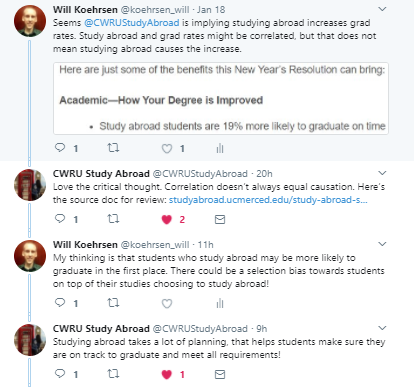 Will Koehrsen @koehrsen_will · Jan 18
Seems @CWRUStudyAbroad is implying studying abroad increases grad
rates. Study abroad and grad rates might be correlated, but that does not
mean studying abroad causes the increase.
Here are just some of the benefits this New Year's Resolution can bring:
Academic—How Your Degree is Improved
• Study abroad students are 19% more likely to graduate on time
1 1
CWRU Study Abroad @CWRUStudyAbroad · 20h
Love the critical thought. Correlation doesn't always equal causation. Here's
the source doc for review: studyabroad.ucmerced.edu/study-abroad-s...
1 2
Will Koehrsen @koehrsen_will · 11h
My thinking is that students who study abroad may be more likely to
graduate in the first place. There could be a selection bias towards students
on top of their studies choosing to study abroad!
1
CWRU Study Abroad @CWRUStudyAbroad · 9h
Studying abroad takes a lot of planning, that helps students make sure they
are on track to graduate and meet all requirements!
1 1